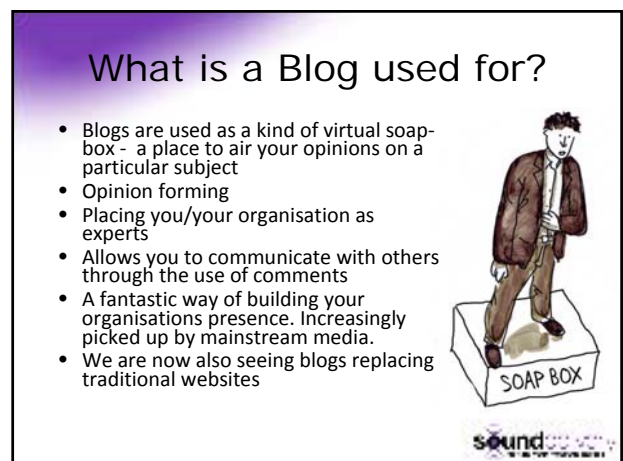 What is a Blog used for?
• Blogs are used as a kind of virtual soap-
box - a place to air your opinions on a
particular subject
• Opinion forming
• Placing you/your organisation as
experts
• Allows you to communicate with others
through the use of comments
• A fantastic way of building your
organisations presence. Increasingly
picked up by mainstream media.
• We are now also seeing blogs replacing
traditional websites
SOAP BOX
sound